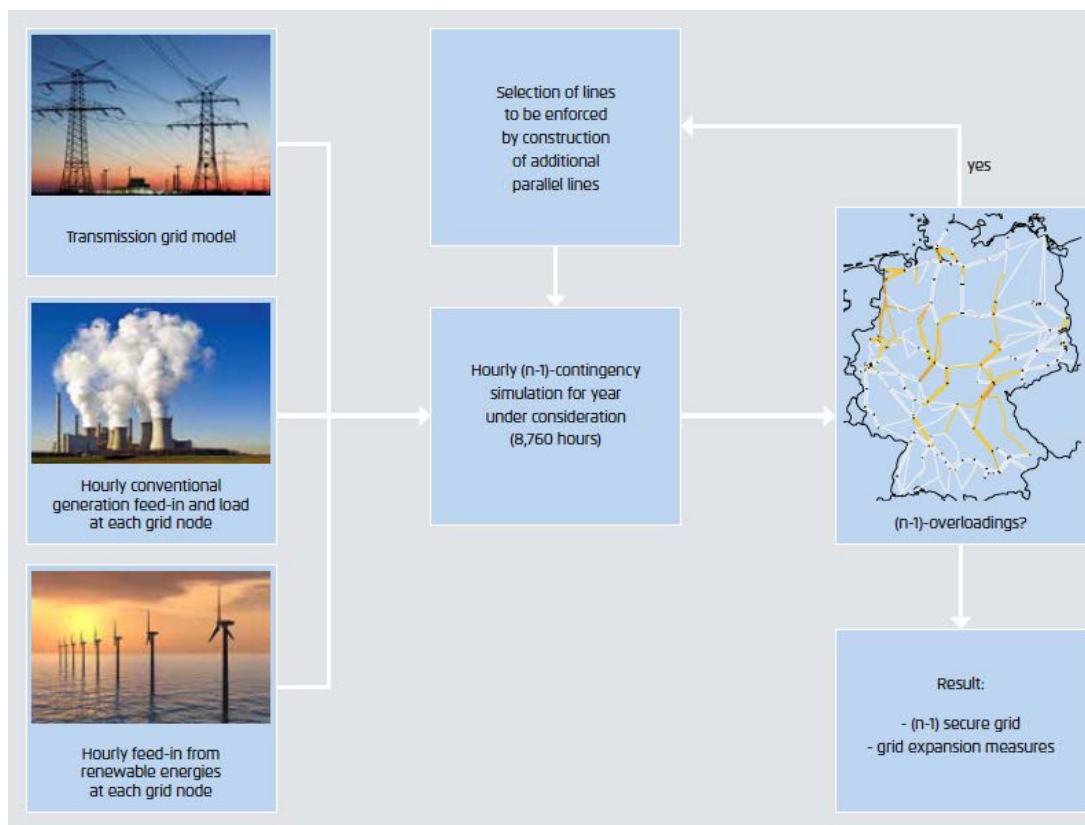 Transmission grid model
Hourly conventional
generation feed-in and load
at each grid node
Hourly feed-in from
renewable energies
at each grid node
Selection of lines
to be enforced
by construction
of additional
parallel lines
Hourly (n-1)-contingency
simulation for year
under consideration
(8,760 hours)
yes
(n-1)-overloadings?
Result:
- (n-1) secure grid
- grid expansion measures